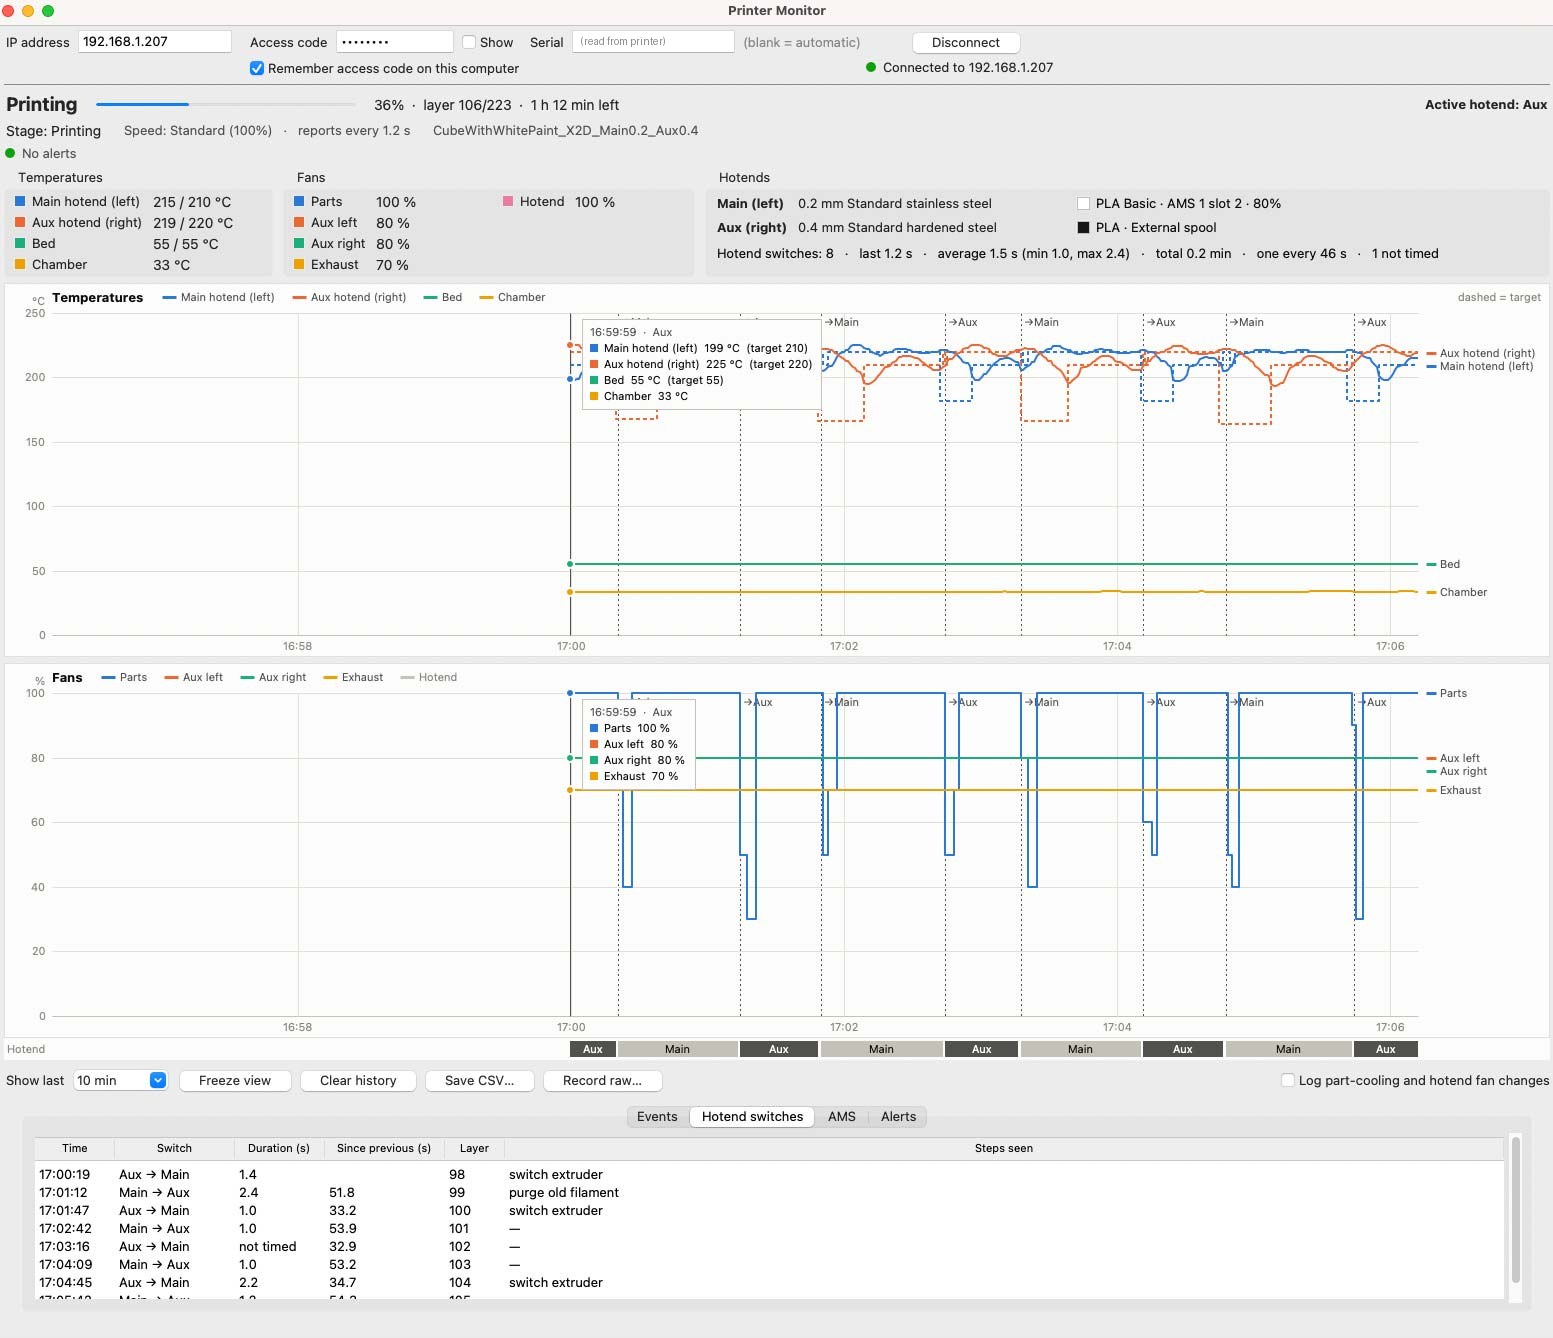 Printer Monitor
IP address 192.168.1.207 Access code •••••••• Show Serial (read from printer) (blank = automatic) Disconnect
Remember access code on this computer Connected to 192.168.1.207
Printing 36% · layer 106/223 · 1 h 12 min left Active hotend: Aux
Stage: Printing Speed: Standard (100%) · reports every 1.2 s CubeWithWhitePaint_X2D_Main0.2_Aux0.4
No alerts
Temperatures Fans Hotends
Main hotend (left) 215 / 210 °C Parts 100 % Hotend 100 % Main (left) 0.2 mm Standard stainless steel PLA Basic · AMS 1 slot 2 · 80%
Aux hotend (right) 219 / 220 °C Aux left 80 % Aux (right) 0.4 mm Standard hardened steel PLA · External spool
Bed 55 / 55 °C Aux right 80 % Hotend switches: 8 · last 1.2 s · average 1.5 s (min 1.0, max 2.4) · total 0.2 min · one every 46 s · 1 not timed
Chamber 33 °C Exhaust 70 %
°C Temperatures Main hotend (left) Aux hotend (right) Bed Chamber dashed = target
250
→Main →Aux →Main →Aux →Main →Aux
16:59:59 · Aux
Main hotend (left) 199 °C (target 210)
Aux hotend (right) 225 °C (target 220)
Bed 55 °C (target 55)
Chamber 33 °C
Aux hotend (right)
Main hotend (left)
200
150
100
50
Bed
Chamber
0
16:58 17:00 17:02 17:04 17:06
% Fans Parts Aux left Aux right Exhaust Hotend
100 Parts
→Aux →Main →Aux →Main →Aux →Main →Aux
16:59:59 · Aux
Parts 100 %
Aux left 80 %
Aux right 80 %
Exhaust 70 %
80 Aux left
Aux right
Exhaust
60
40
20
0
16:58 17:00 17:02 17:04 17:06
Hotend Aux Main Aux Main Aux Main Aux Main Aux
Show last 10 min Freeze view Clear history Save CSV... Record raw... Log part-cooling and hotend fan changes
Events Hotend switches AMS Alerts
Time Switch Duration (s) Since previous (s) Layer Steps seen
17:00:19 Aux → Main 1.4 98 switch extruder
17:01:12 Main → Aux 2.4 51.8 99 purge old filament
17:01:47 Aux → Main 1.0 33.2 100 switch extruder
17:02:42 Main → Aux 1.0 53.9 101 —
17:03:16 Aux → Main not timed 32.9 102 —
17:04:09 Main → Aux 1.0 53.2 103 —
17:04:45 Aux → Main 2.2 34.7 104 switch extruder